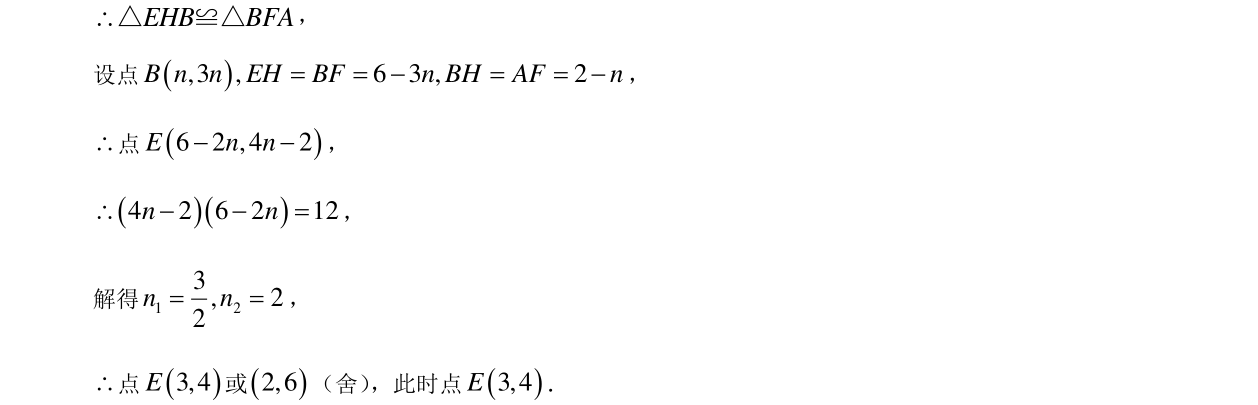 ∴△EHB≌△BFA，
设点B(n,3n),EH=BF=6−3n,BH=AF=2−n，
∴点E(6−2n,4n−2)，
∴(4n−2)(6−2n)=12，
解得n₁=3/2,n₂=2，
∴点E(3,4)或(2,6)（舍），此时点E(3,4)．